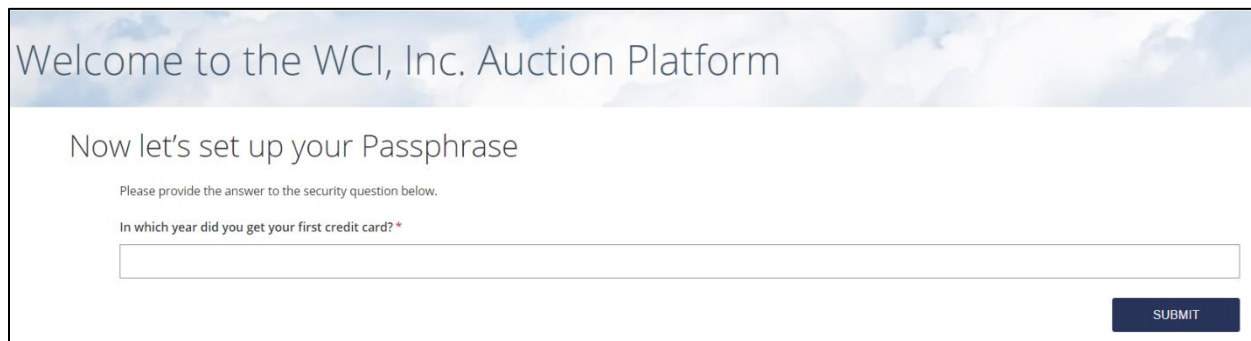 Welcome to the WCI, Inc. Auction Platform
Now let's set up your Passphrase
Please provide the answer to the security question below.
In which year did you get your first credit card? *
SUBMIT